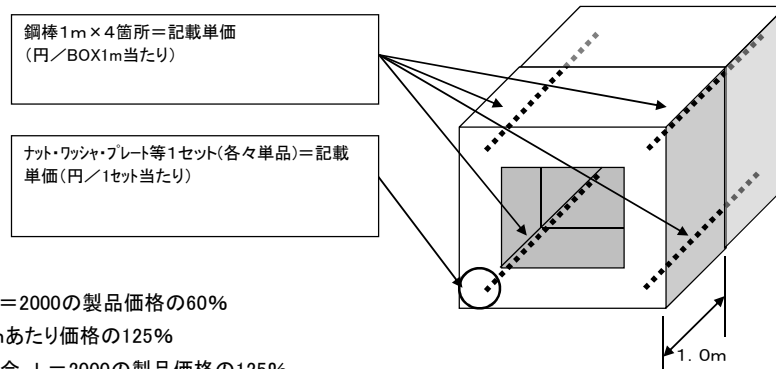 鋼棒1m×4箇所=記載単価
(円/BOX1m当たり)
ナット・ワッシャ・プレート等1セット(各々単品)=記載
単価(円/1セット当たり)
=2000の製品価格の60%
あたり価格の125%
=2000の製品価格の125%
1.0m